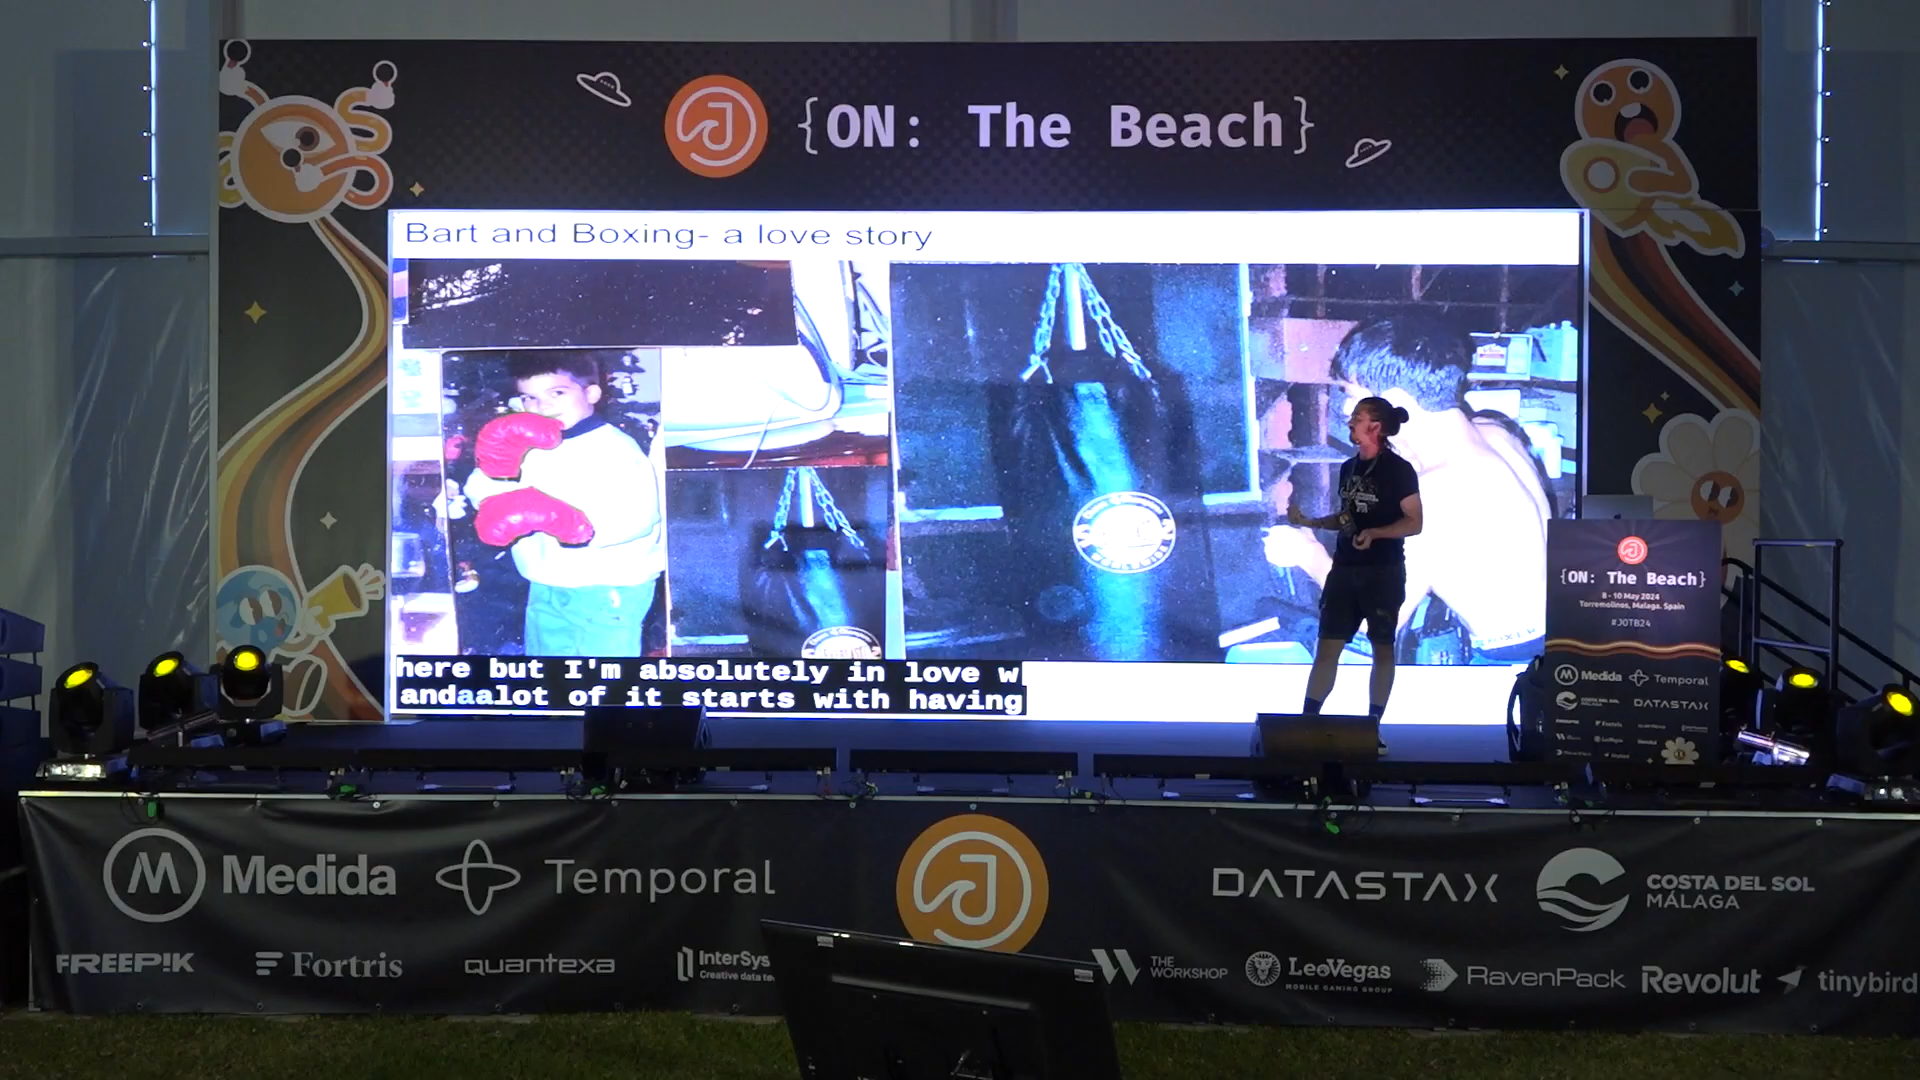 {ON: The Beach}
Bart and Boxing- a love story
here but I'm absolutely in love w
andaalot of it starts with having
{ON: The Beach}
8 - 10 May 2024
Torremolinos, Malaga. Spain
#JOTB24
Medida
Temporal
DATASTAX
Medida
Temporal
DATASTAX
COSTA DEL SOL
MÁLAGA
FREEP!K
Fortris
quantexa
InterSys
Creative data te
THE
WORKSHOP
LeoVegas
MOBILE GAMING GROUP
RavenPack
Revolut
tinybird